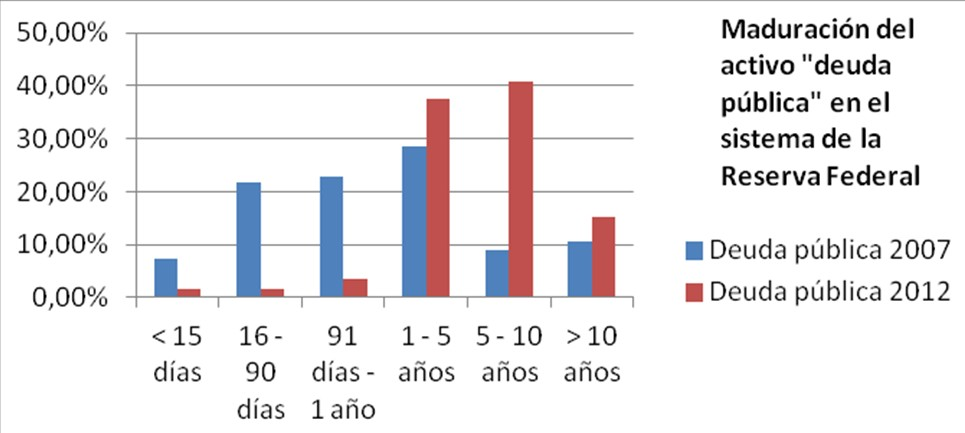 50,00%
40,00%
30,00%
20,00%
10,00%
0,00%
< 15
días
16 -
90
días
91
días -
1 año
1 - 5
años
5 - 10
años
> 10
años
Maduración del
activo "deuda
pública" en el
sistema de la
Reserva Federal
Deuda pública 2007
Deuda pública 2012